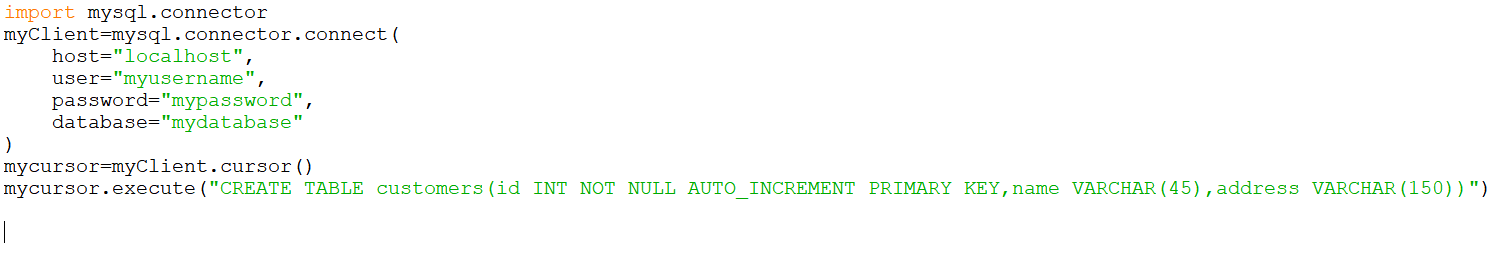 import mysql.connector
myClient=mysql.connector.connect(
    host="localhost",
    user="myusername",
    password="mypassword",
    database="mydatabase"
)
mycursor=myClient.cursor()
mycursor.execute("CREATE TABLE customers(id INT NOT NULL AUTO_INCREMENT PRIMARY KEY,name VARCHAR(45),address VARCHAR(150))")